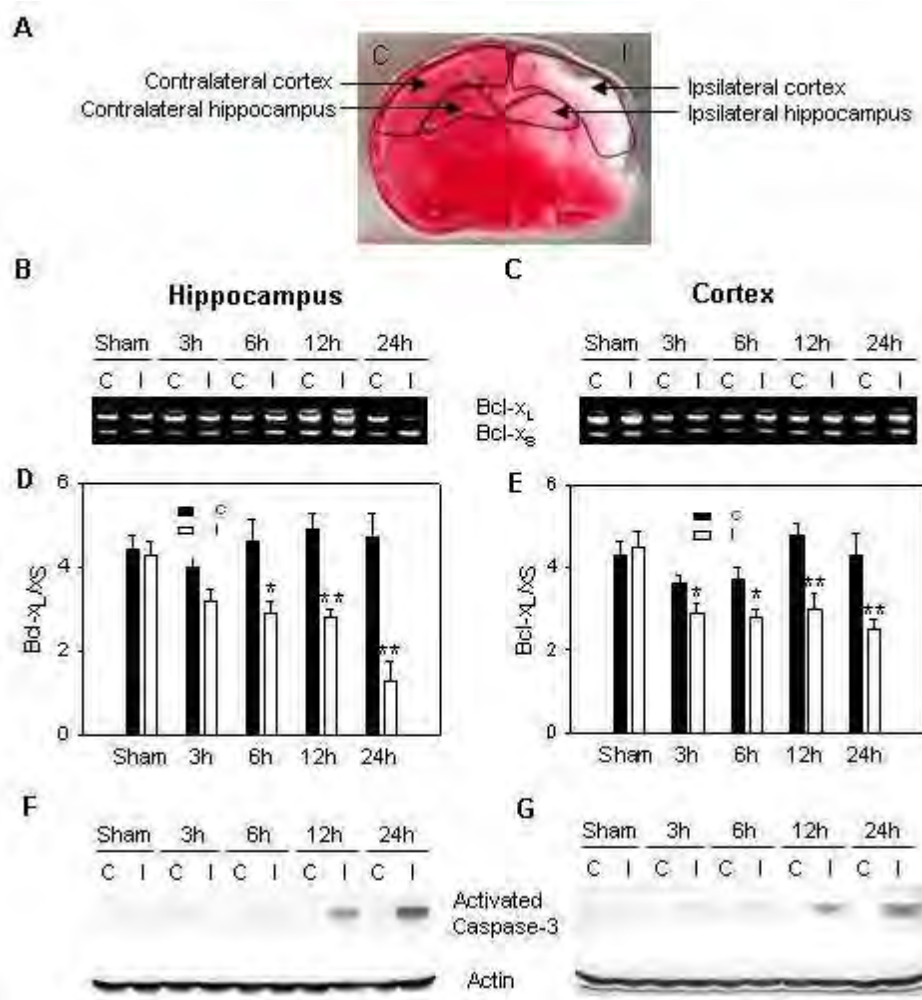 A
C I
Contralateral cortex
Contralateral hippocampus
Ipsilateral cortex
Ipsilateral hippocampus
B
Hippocampus
Sham 3h 6h 12h 24h
C I C I C I C I C I
C
Cortex
Sham 3h 6h 12h 24h
C I C I C I C I C I
Bcl-xL
Bcl-xS
D
6
4
2
0
Bcl-xL/xS
C
I
* ** **
Sham 3h 6h 12h 24h
E
6
4
2
0
Bcl-xL/xS
C
I
* * ** **
Sham 3h 6h 12h 24h
F
Sham 3h 6h 12h 24h
C I C I C I C I C I
G
Sham 3h 6h 12h 24h
C I C I C I C I C I
Activated
Caspase-3
Actin